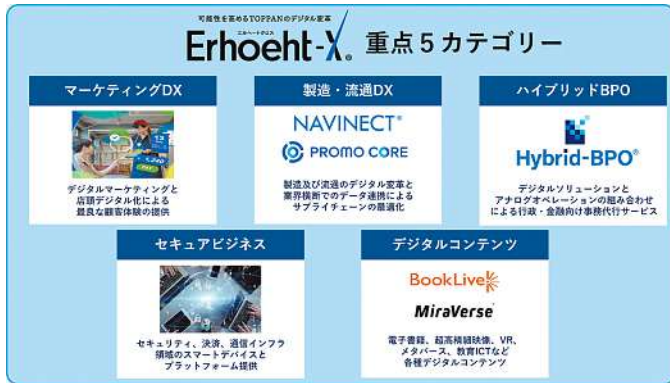 可能性を高めるTOPPANのデジタル変革
エルヘートクロス
Erhoeht-X® 重点5カテゴリー
マーケティングDX
デジタルマーケティングと
店頭デジタル化による
最良な顧客体験の提供
製造・流通DX
NAVINECT®
PROMO CORE
製造及び流通のデジタル変革と
業界横断でのデータ連携による
サプライチェーンの最適化
ハイブリッドBPO
Hybrid-BPO®
デジタルソリューションと
アナログオペレーションの組み合わせ
による行政・金融向け事務代行サービス
セキュアビジネス
セキュリティ、決済、通信インフラ
領域のスマートデバイスと
プラットフォーム提供
デジタルコンテンツ
BookLive
MiraVerse
電子書籍、超高精細映像、VR、
メタバース、教育ICTなど
各種デジタルコンテンツ